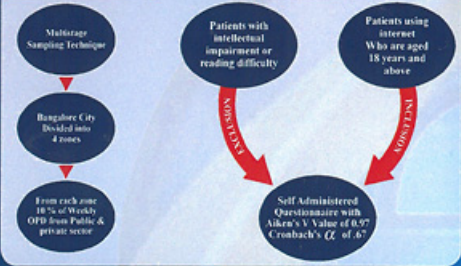 Multistage
Sampling Technique
Bangalore City
Divided into
4 zones
From each zone
10 % of Weekly
OPD from Public &
private sector
Patients with
intellectual
impairment or
reading difficulty
Patients using
internet
Who are aged
18 years and
above
EXCLUSION
INCLUSION
Self Administered
Questionnaire with
Aiken's V Value of 0.97
Cronbach's α of .67